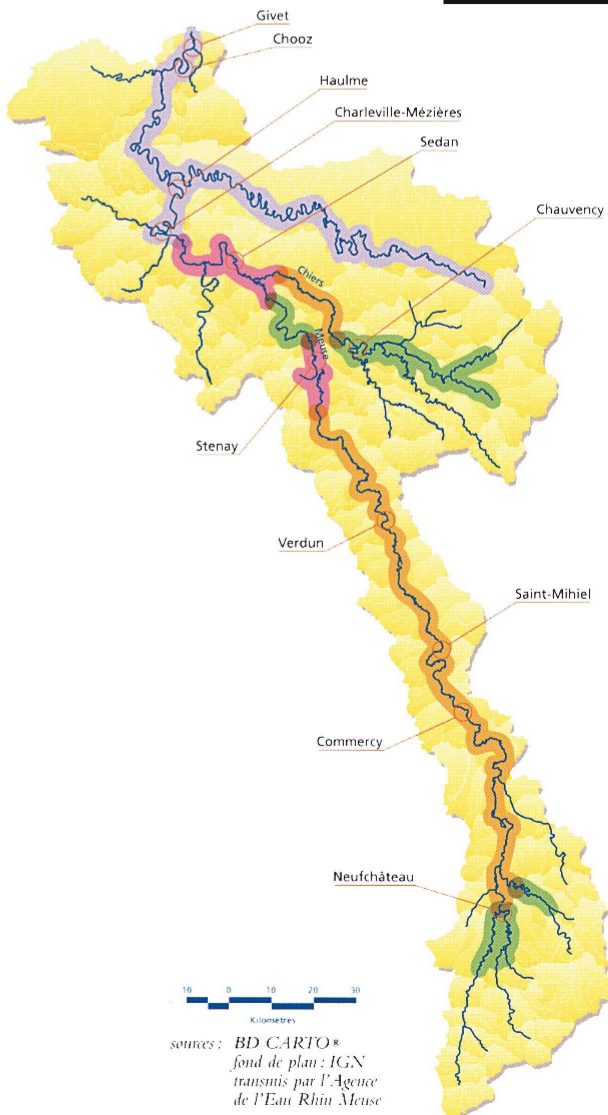 Givet
Chooz
Haulme
Charleville-Mézières
Sedan
Chauvency
Chiers
Meuse
Stenay
Verdun
Saint-Mihiel
Commercy
Neufchâteau
10 0 10 20 30
Kilomètres
sources : BD CARTO®
fond de plan : IGN
transmis par l'Agence
de l'Eau Rhin Meuse